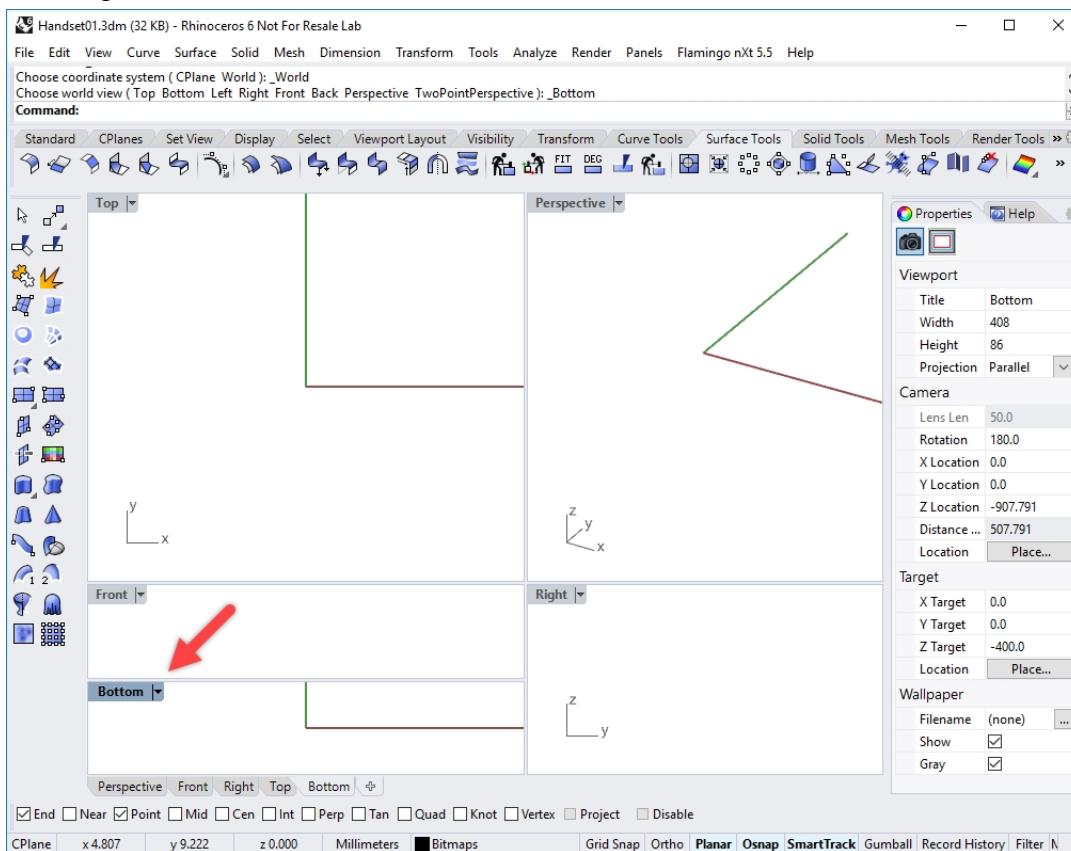 Handset01.3dm (32 KB) - Rhinoceros 6 Not For Resale Lab
File Edit View Curve Surface Solid Mesh Dimension Transform Tools Analyze Render Panels Flamingo nXt 5.5 Help
Choose coordinate system ( CPlane World ): _World
Choose world view ( Top Bottom Left Right Front Back Perspective TwoPointPerspective ): _Bottom
Command:
Standard CPlanes Set View Display Select Viewport Layout Visibility Transform Curve Tools Surface Tools Solid Tools Mesh Tools Render Tools »
FIT DEG »
Top
y
x
Perspective
z
y
x
Front
Right
z
y
Bottom
1 2
Properties Help
Viewport
Title Bottom
Width 408
Height 86
Projection Parallel
Camera
Lens Len 50.0
Rotation 180.0
X Location 0.0
Y Location 0.0
Z Location -907.791
Distance ... 507.791
Location Place...
Target
X Target 0.0
Y Target 0.0
Z Target -400.0
Location Place...
Wallpaper
Filename (none) ...
Show
Gray
Perspective Front Right Top Bottom
End Near Point Mid Cen Int Perp Tan Quad Knot Vertex Project Disable
CPlane x 4.807 y 9.222 z 0.000 Millimeters Bitmaps Grid Snap Ortho Planar Osnap SmartTrack Gumball Record History Filter